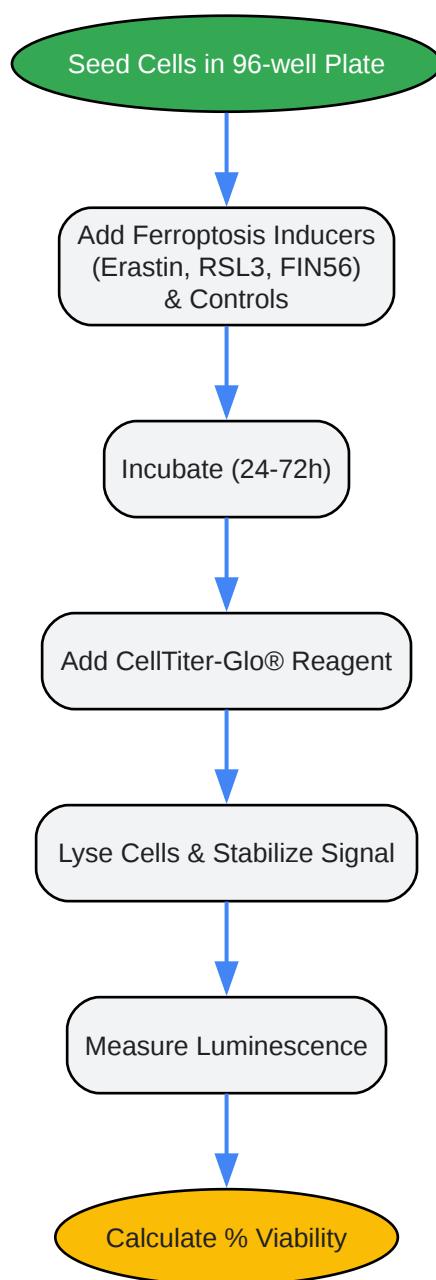 Seed Cells in 96-well Plate
Add Ferroptosis Inducers
(Erastin, RSL3, FIN56)
& Controls
Incubate (24-72h)
Add CellTiter-Glo® Reagent
Lyse Cells & Stabilize Signal
Measure Luminescence
Calculate % Viability